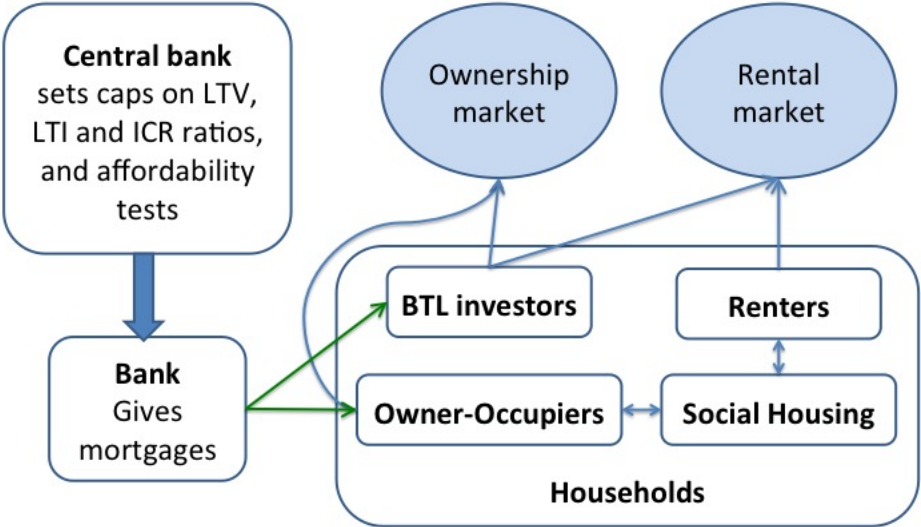 Central bank
sets caps on LTV,
LTI and ICR ratios,
and affordability
tests
Ownership
market
Rental
market
BTL investors
Renters
Bank
Gives
mortgages
Owner-Occupiers
Social Housing
Households